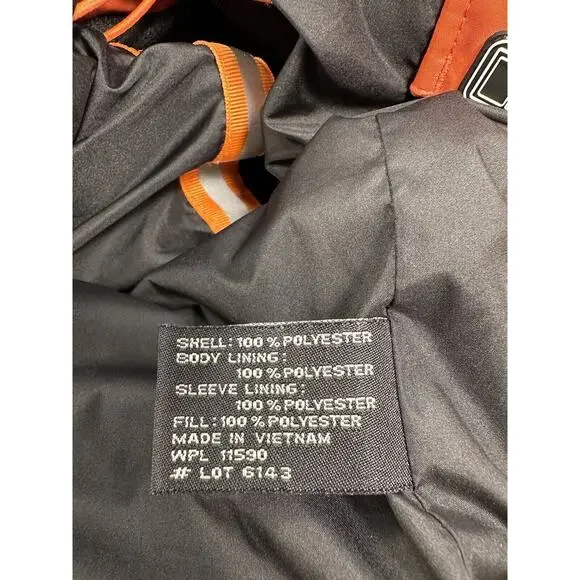 SHELL: 100 % POLYESTER
BODY LINING:
100 % POLYESTER
SLEEVE LINING:
100 % POLYESTER
FILL: 100 % POLYESTER
MADE IN VIETNAM
WPL 11590
# LOT 6143